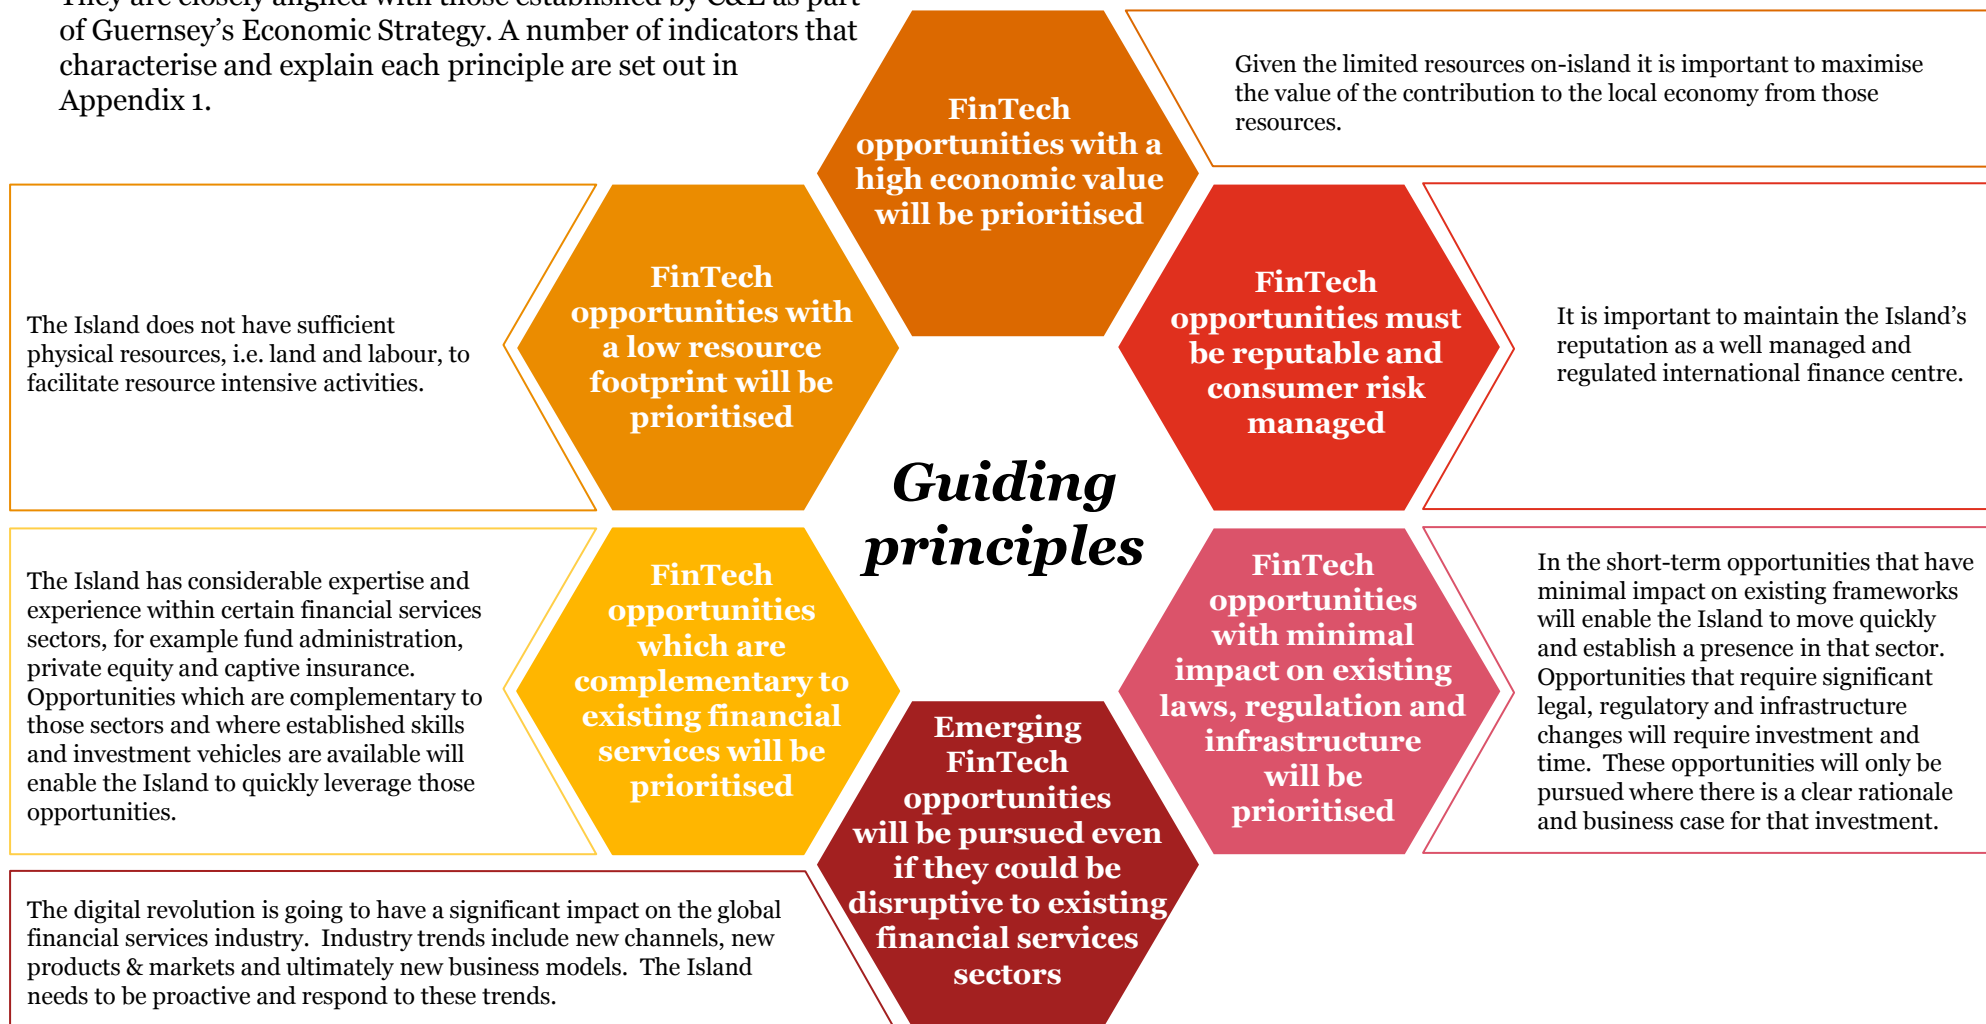 They are closely aligned with those established by C&E as part
of Guernsey’s Economic Strategy. A number of indicators that
characterise and explain each principle are set out in
Appendix 1.
FinTech
opportunities with a
high economic value
will be prioritised
Given the limited resources on-island it is important to maximise
the value of the contribution to the local economy from those
resources.
The Island does not have sufficient
physical resources, i.e. land and labour, to
facilitate resource intensive activities.
FinTech
opportunities with
a low resource
footprint will be
prioritised
FinTech
opportunities must
be reputable and
consumer risk
managed
It is important to maintain the Island’s
reputation as a well managed and
regulated international finance centre.
Guiding
principles
The Island has considerable expertise and
experience within certain financial services
sectors, for example fund administration,
private equity and captive insurance.
Opportunities which are complementary to
those sectors and where established skills
and investment vehicles are available will
enable the Island to quickly leverage those
opportunities.
FinTech
opportunities
which are
complementary to
existing financial
services will be
prioritised
FinTech
opportunities
with minimal
impact on existing
laws, regulation and
infrastructure
will be
prioritised
In the short-term opportunities that have
minimal impact on existing frameworks
will enable the Island to move quickly
and establish a presence in that sector.
Opportunities that require significant
legal, regulatory and infrastructure
changes will require investment and
time.  These opportunities will only be
pursued where there is a clear rationale
and business case for that investment.
Emerging
FinTech
opportunities
will be pursued even
if they could be
disruptive to existing
financial services
sectors
The digital revolution is going to have a significant impact on the global
financial services industry.  Industry trends include new channels, new
products & markets and ultimately new business models.  The Island
needs to be proactive and respond to these trends.